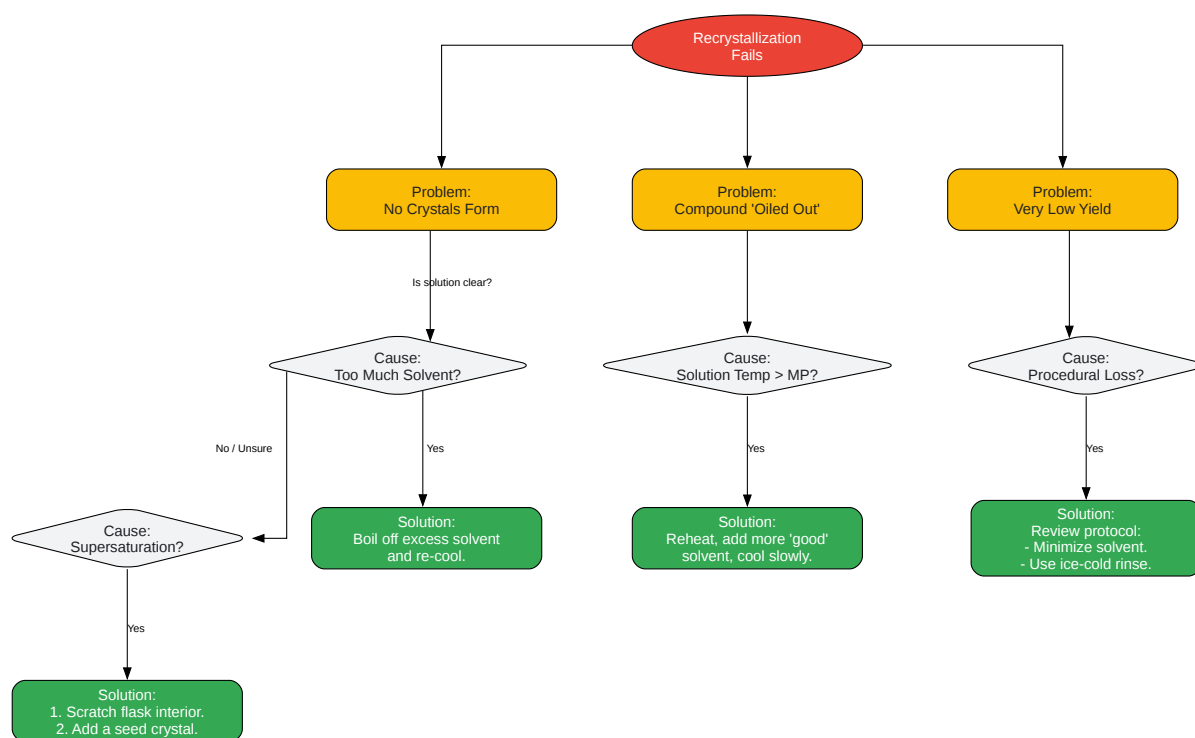 Recrystallization
Fails
Problem:
No Crystals Form
Problem:
Compound 'Oiled Out'
Problem:
Very Low Yield
Is solution clear?
Cause:
Too Much Solvent?
Cause:
Solution Temp > MP?
Cause:
Procedural Loss?
No / Unsure
Yes
Yes
Yes
Cause:
Supersaturation?
Solution:
Boil off excess solvent
and re-cool.
Solution:
Reheat, add more 'good'
solvent, cool slowly.
Solution:
Review protocol:
- Minimize solvent.
- Use ice-cold rinse.
Yes
Solution:
1. Scratch flask interior.
2. Add a seed crystal.